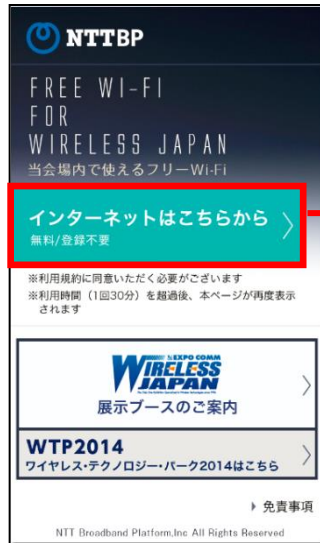 NTTBP
FREE WI-FI
FOR
WIRELESS JAPAN
当会場内で使えるフリーWi-Fi
インターネットはこちらから
無料/登録不要
※利用規約に同意いただく必要がございます
※利用時間（1回30分）を超過後、本ページが再度表示
されます
EXPO COMM
WIRELESS
JAPAN
展示ブースのご案内
WTP2014
ワイヤレス・テクノロジー・パーク2014はこちら
免責事項
NTT Broadband Platform,Inc All Rights Reserved